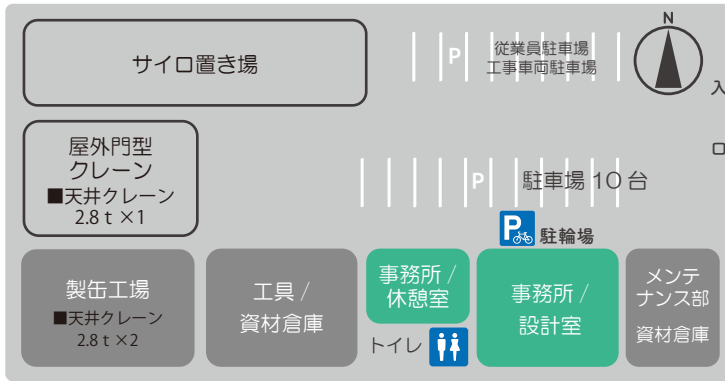 サイロ置き場
P
従業員駐車場
工事車両駐車場
N
入
口
屋外門型
クレーン
■天井クレーン
2.8ｔ×1
P
駐車場 10 台
P
駐輪場
製缶工場
■天井クレーン
2.8ｔ×2
工具 /
資材倉庫
事務所 /
休憩室
トイレ
事務所 /
設計室
メンテ
ナンス部
資材倉庫